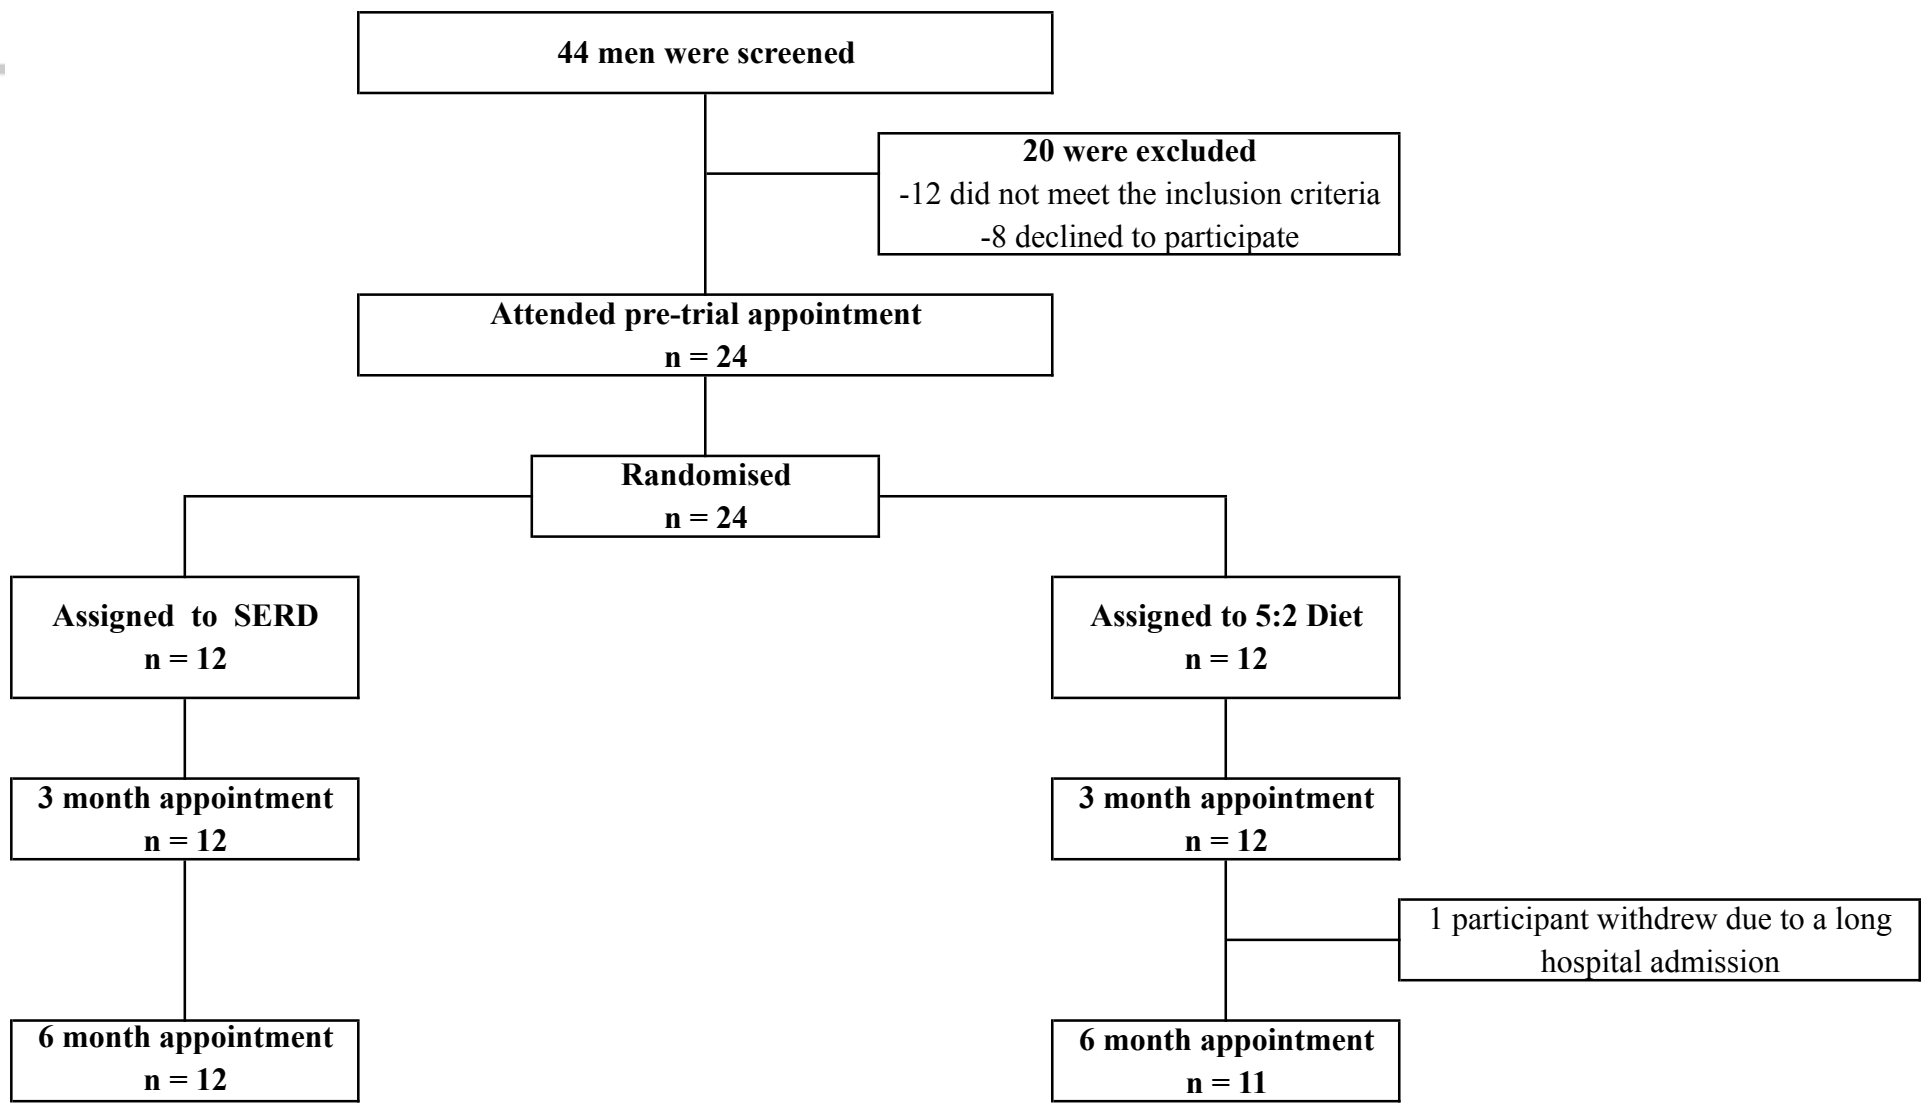 44 men were screened
20 were excluded
-12 did not meet the inclusion criteria
-8 declined to participate
Attended pre-trial appointment
n = 24
Randomised
n = 24
Assigned to SERD
n = 12
Assigned to 5:2 Diet
n = 12
3 month appointment
n = 12
3 month appointment
n = 12
1 participant withdrew due to a long
hospital admission
6 month appointment
n = 12
6 month appointment
n = 11